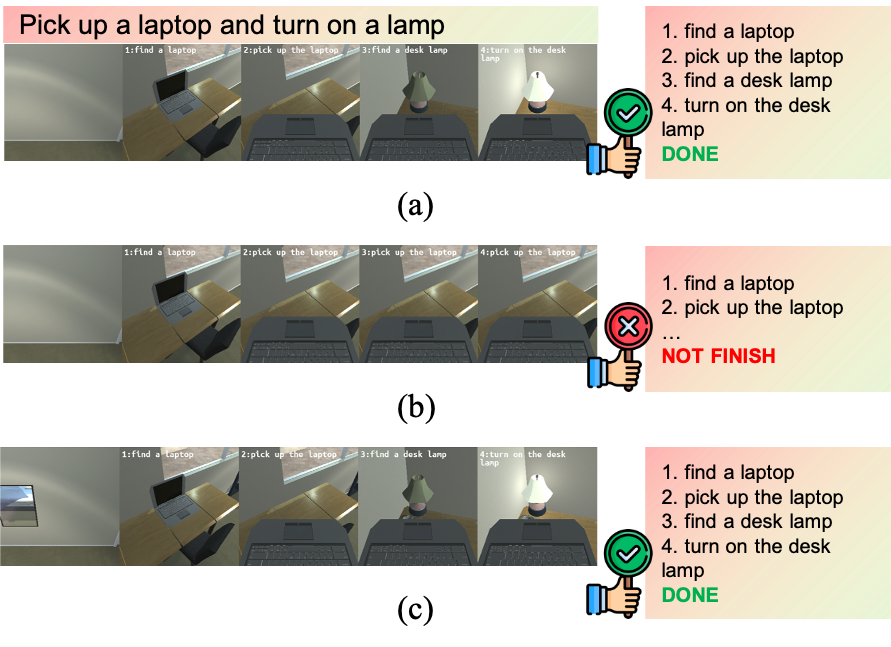 Pick up a laptop and turn on a lamp
1:find a laptop
2:pick up the laptop
3:find a desk lamp
4:turn on the desk
lamp
1. find a laptop
2. pick up the laptop
3. find a desk lamp
4. turn on the desk
lamp
DONE
(a)
1:find a laptop
2:pick up the laptop
3:pick up the laptop
4:pick up the laptop
1. find a laptop
2. pick up the laptop
...
NOT FINISH
(b)
1:find a laptop
2:pick up the laptop
3:find a desk lamp
4:turn on the desk
lamp
1. find a laptop
2. pick up the laptop
3. find a desk lamp
4. turn on the desk
lamp
DONE
(c)